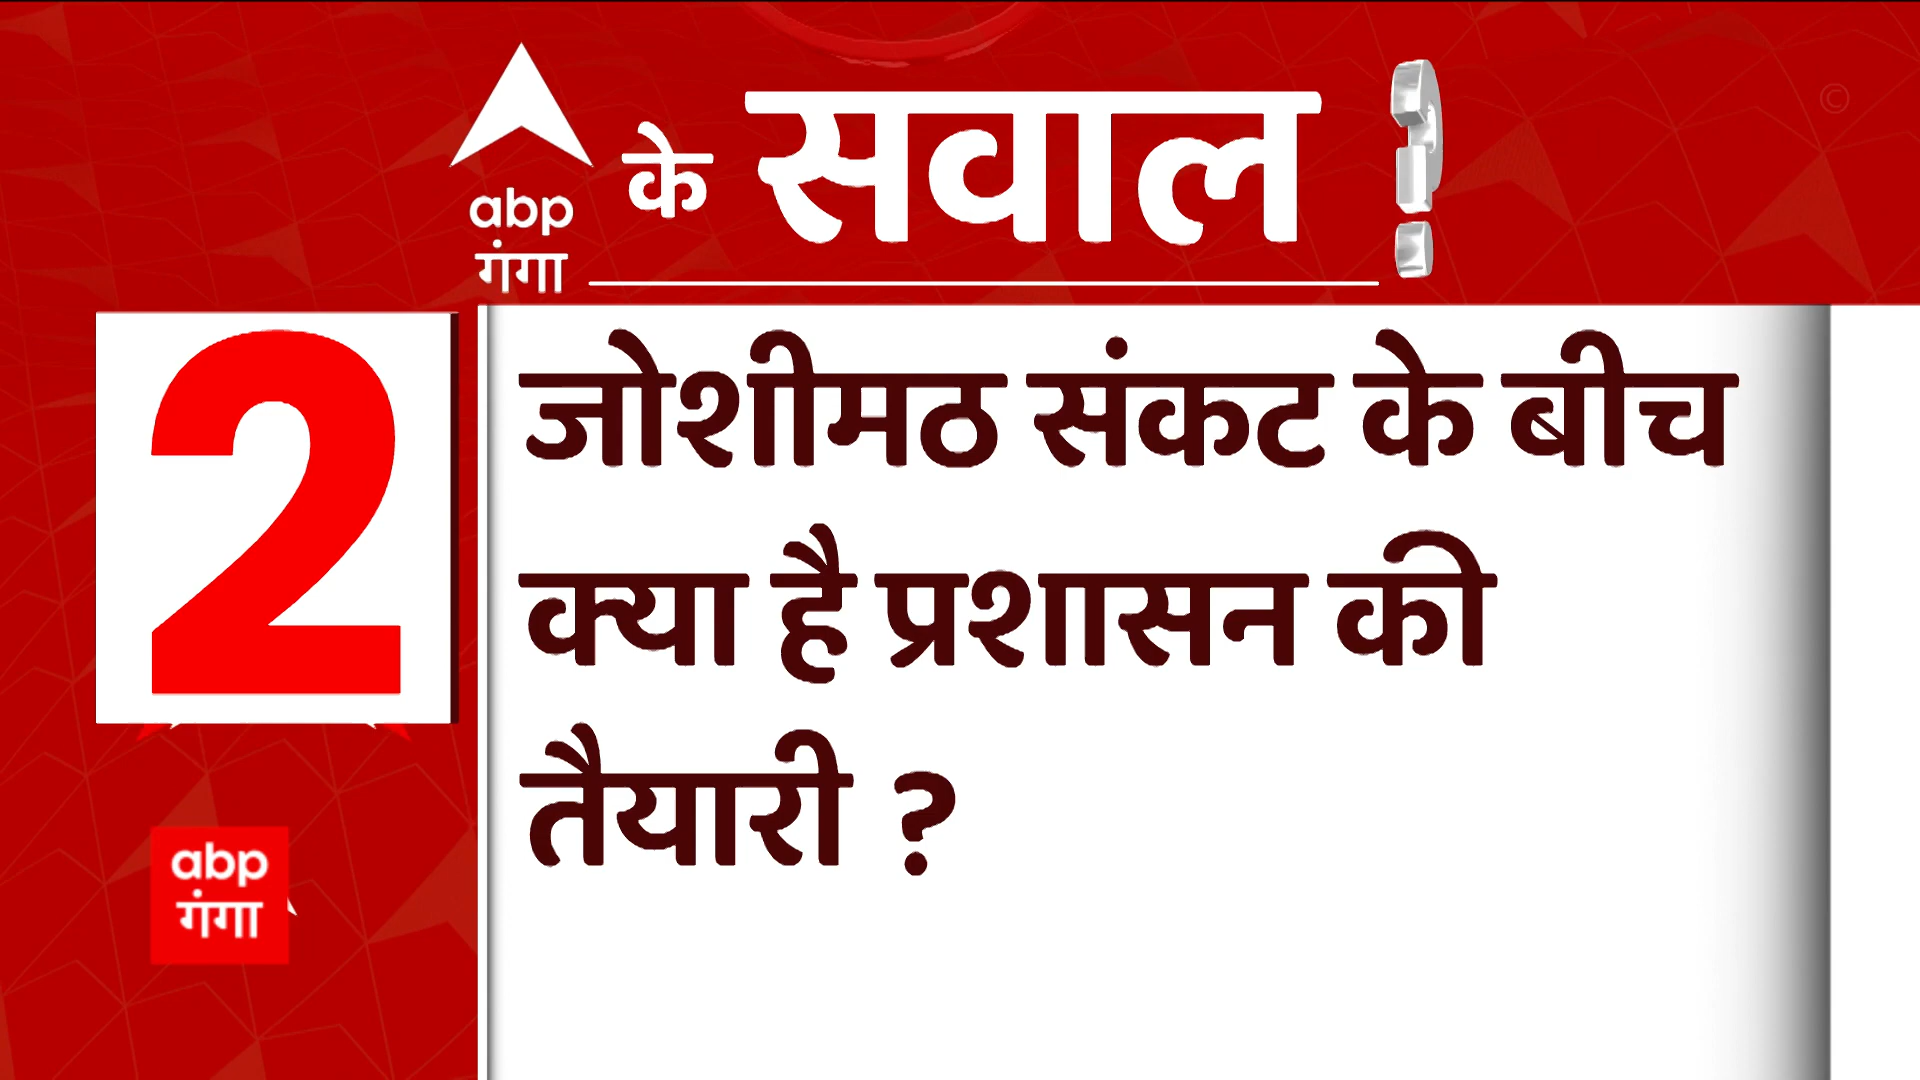 abp
गंगा
के सवाल ?
©
2
जोशीमठ संकट के बीच
क्या है प्रशासन की
तैयारी ?
abp
गंगा